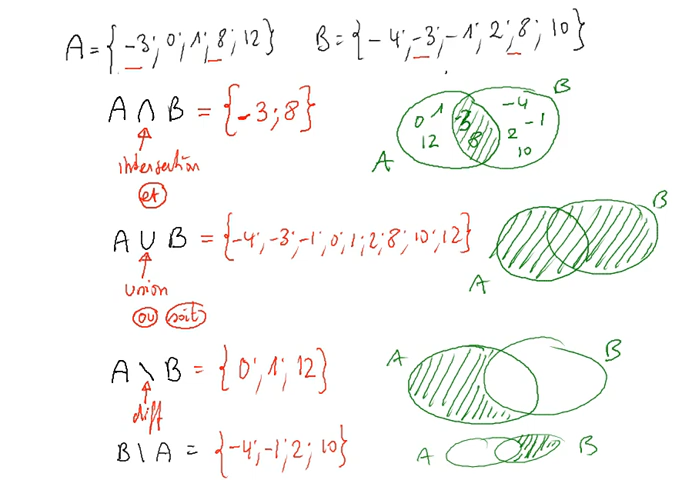 A = {-3; 0; 1; 8; 12} B = {-4; -3; -1; 2; 8; 10}
A ∩ B = {-3; 8}
intersection
et
A B
0 1 12 -3 8 -4 -1 2 10
A ∪ B = {-4; -3; -1; 0; 1; 2; 8; 10; 12}
union
ou soit
A B
A \ B = {0; 1; 12}
diff
A B
B \ A = {-4; -1; 2; 10}
A B